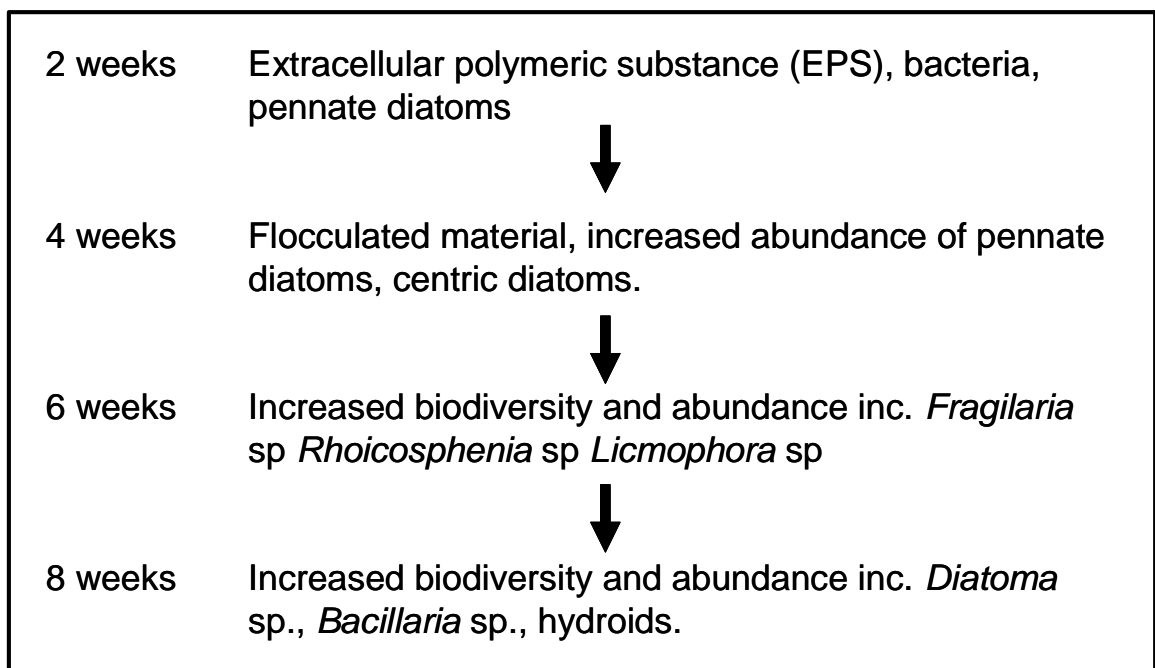 2 weeks Extracellular polymeric substance (EPS), bacteria,
pennate diatoms
4 weeks Flocculated material, increased abundance of pennate
diatoms, centric diatoms.
6 weeks Increased biodiversity and abundance inc. Fragilaria
sp Rhoicosphenia sp Licmophora sp
8 weeks Increased biodiversity and abundance inc. Diatoma
sp., Bacillaria sp., hydroids.